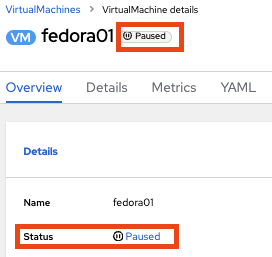 VirtualMachines > VirtualMachine details
VM fedora01 Paused
Overview Details Metrics YAML
Details
Name fedora01
Status Paused